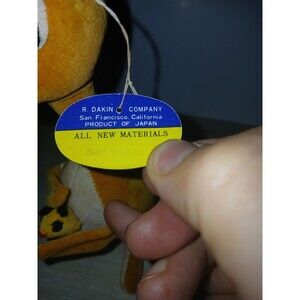 R. DAKIN & COMPANY
San Francisco, California
PRODUCT OF JAPAN
ALL NEW MATERIALS